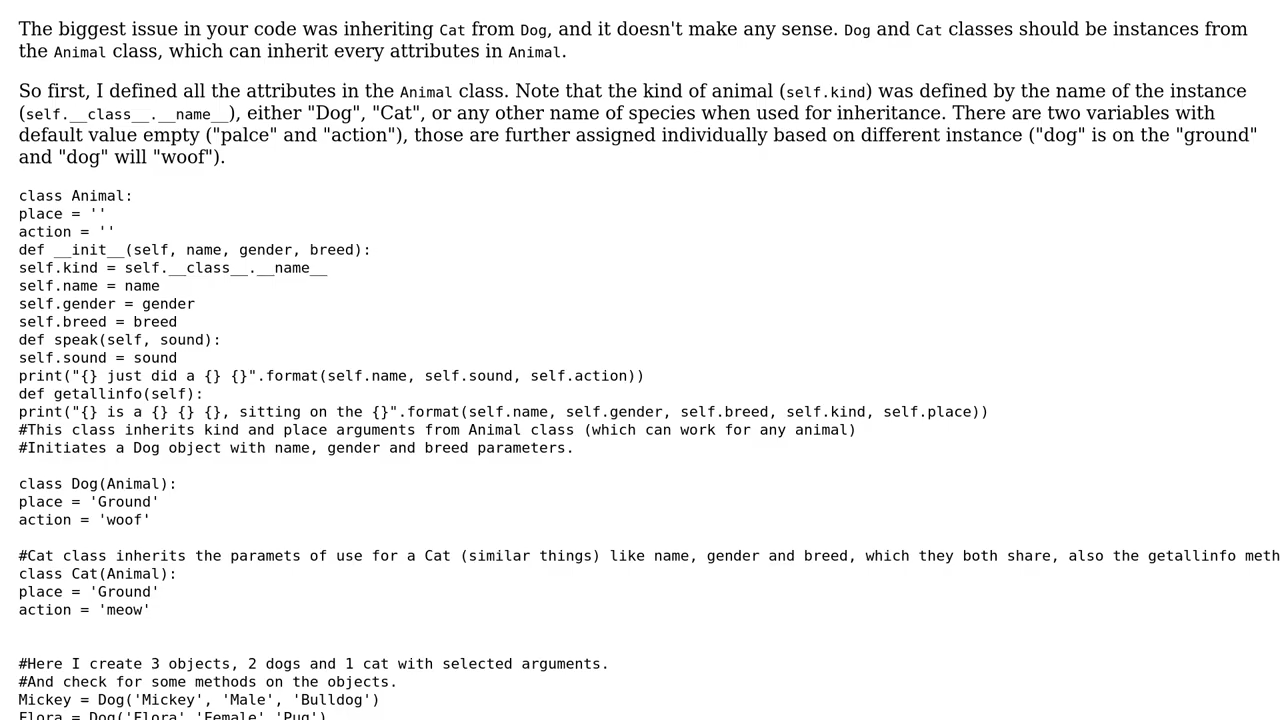 The biggest issue in your code was inheriting Cat from Dog, and it doesn't make any sense. Dog and Cat classes should be instances from
the Animal class, which can inherit every attributes in Animal.
So first, I defined all the attributes in the Animal class. Note that the kind of animal (self.kind) was defined by the name of the instance
(self.__class__.__name__), either "Dog", "Cat", or any other name of species when used for inheritance. There are two variables with
default value empty ("palce" and "action"), those are further assigned individually based on different instance ("dog" is on the "ground"
and "dog" will "woof").
class Animal:
place = ''
action = ''
def __init__(self, name, gender, breed):
self.kind = self.__class__.__name__
self.name = name
self.gender = gender
self.breed = breed
def speak(self, sound):
self.sound = sound
print("{} just did a {} {}".format(self.name, self.sound, self.action))
def getallinfo(self):
print("{} is a {} {} {}, sitting on the {}".format(self.name, self.gender, self.breed, self.kind, self.place))
#This class inherits kind and place arguments from Animal class (which can work for any animal)
#Initiates a Dog object with name, gender and breed parameters.
class Dog(Animal):
place = 'Ground'
action = 'woof'
#Cat class inherits the paramets of use for a Cat (similar things) like name, gender and breed, which they both share, also the getallinfo meth
class Cat(Animal):
place = 'Ground'
action = 'meow'
#Here I create 3 objects, 2 dogs and 1 cat with selected arguments.
#And check for some methods on the objects.
Mickey = Dog('Mickey', 'Male', 'Bulldog')
Flora = Dog('Flora','Female','Pug')